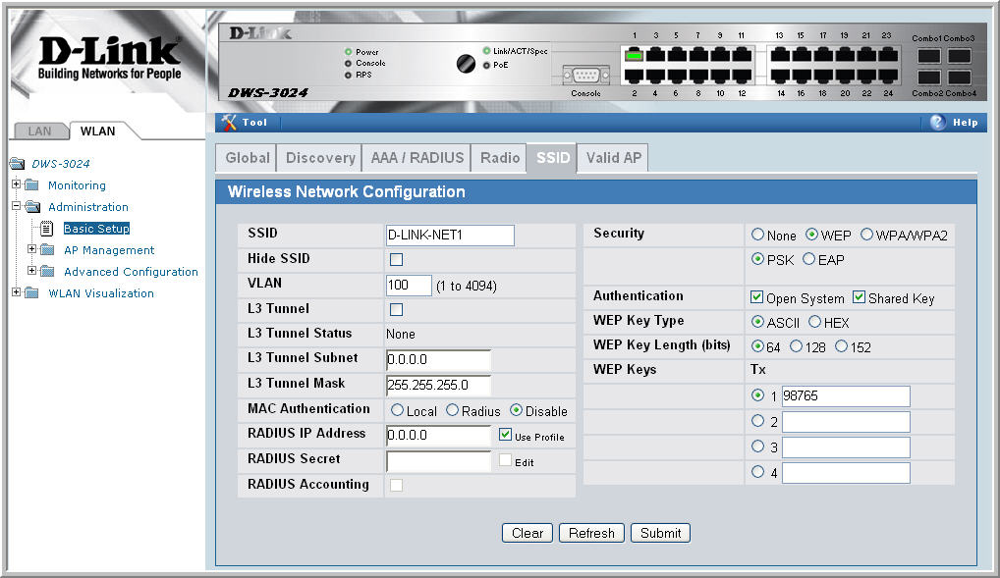 D-Link
Building Networks for People
D-Link
DWS-3024
Power
Console
RPS
Link/ACT/Spec
PoE
Console
1 3 5 7 9 11 13 15 17 19 21 23
2 4 6 8 10 12 14 16 18 20 22 24
Combo1 Combo3
Combo2 Combo4
LAN WLAN
Tool
Help
DWS-3024
Monitoring
Administration
Basic Setup
AP Management
Advanced Configuration
WLAN Visualization
Global Discovery AAA / RADIUS Radio SSID Valid AP
Wireless Network Configuration
SSID D-LINK-NET1
Hide SSID
VLAN 100 (1 to 4094)
L3 Tunnel
L3 Tunnel Status None
L3 Tunnel Subnet 0.0.0.0
L3 Tunnel Mask 255.255.255.0
MAC Authentication Local Radius Disable
RADIUS IP Address 0.0.0.0 Use Profile
RADIUS Secret Edit
RADIUS Accounting
Security None WEP WPA/WPA2
PSK EAP
Authentication Open System Shared Key
WEP Key Type ASCII HEX
WEP Key Length (bits) 64 128 152
WEP Keys Tx
1 98765
2
3
4
Clear Refresh Submit